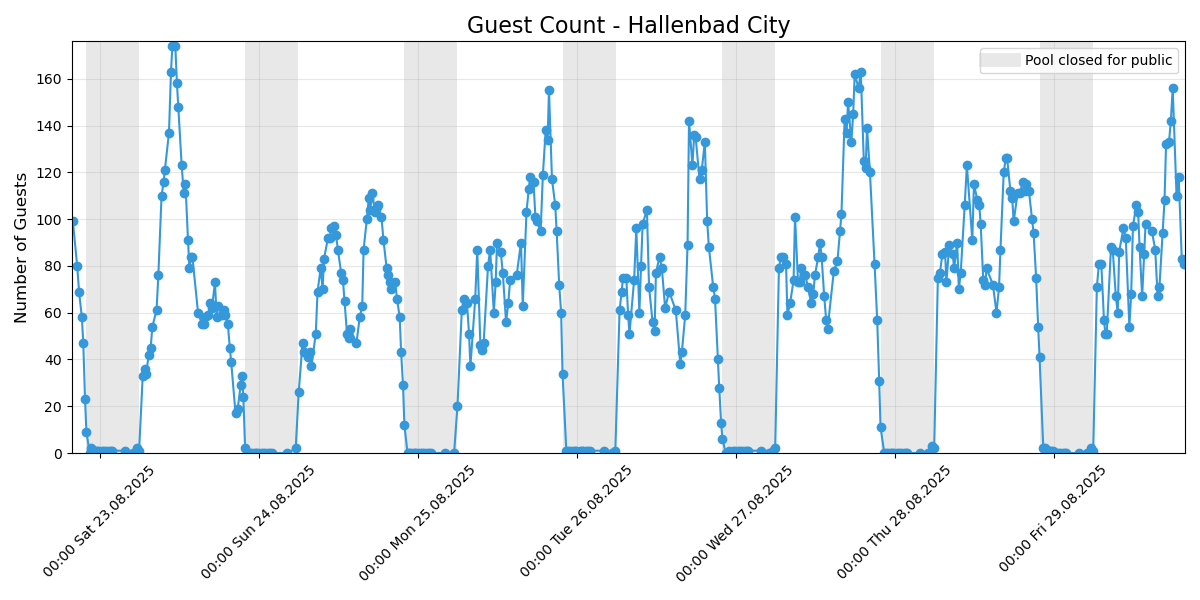 Guest Count - Hallenbad City
Pool closed for public
Number of Guests
160
140
120
100
80
60
40
20
0
00:00 Sat 23.08.2025
00:00 Sun 24.08.2025
00:00 Mon 25.08.2025
00:00 Tue 26.08.2025
00:00 Wed 27.08.2025
00:00 Thu 28.08.2025
00:00 Fri 29.08.2025